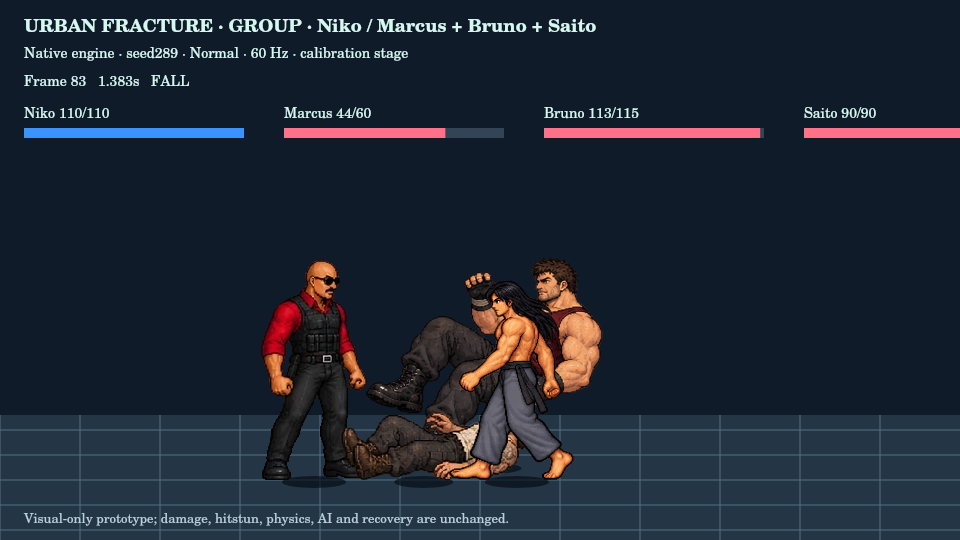 URBAN FRACTURE · GROUP · Niko / Marcus + Bruno + Saito
Native engine · seed289 · Normal · 60 Hz · calibration stage
Frame 83 1.383s FALL
Niko 110/110 Marcus 44/60 Bruno 113/115 Saito 90/90
Visual-only prototype; damage, hitstun, physics, AI and recovery are unchanged.